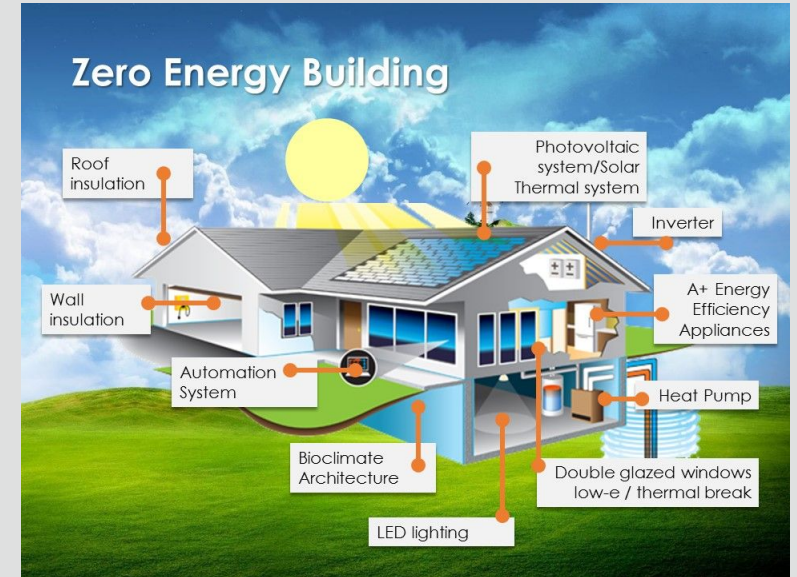 Zero Energy Building
Roof
insulation
Photovoltaic
system/Solar
Thermal system
Inverter
Wall
insulation
A+ Energy
Efficiency
Appliances
Automation
System
Heat Pump
Bioclimate
Architecture
Double glazed windows
low-e / thermal break
LED lighting